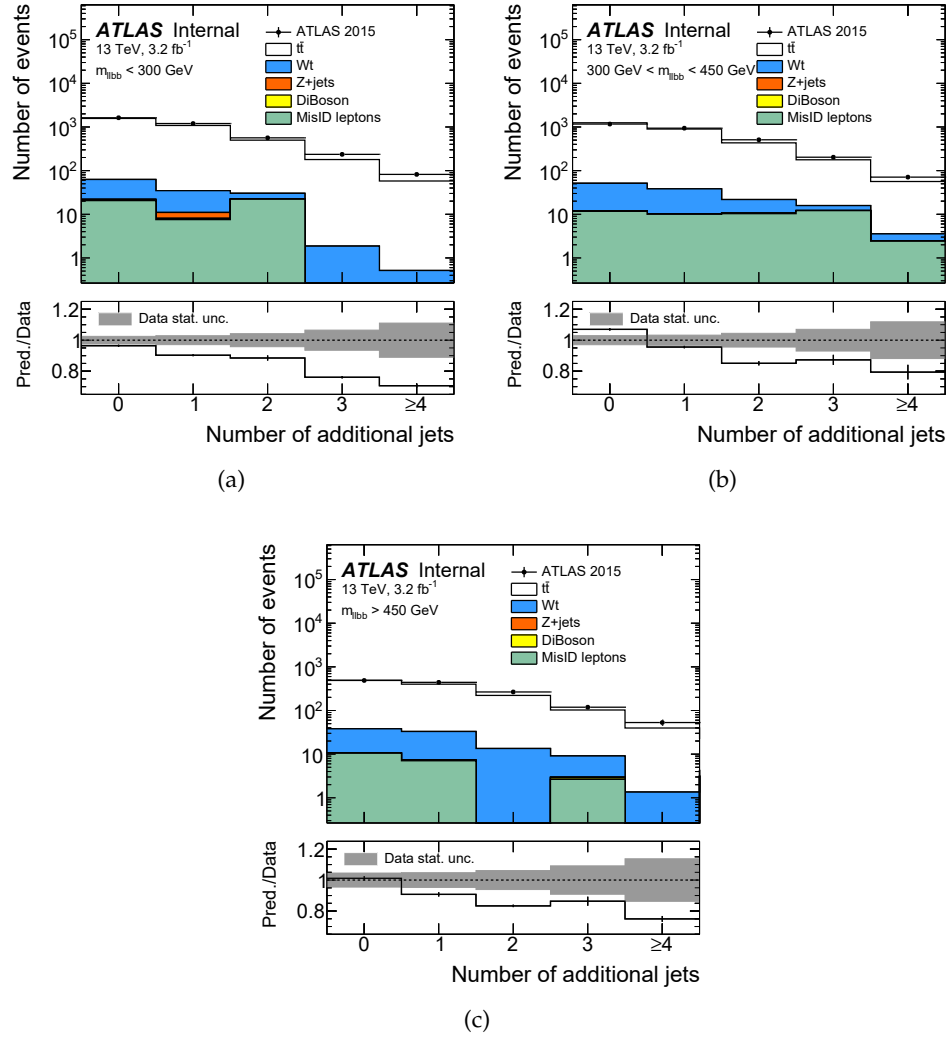 ATLAS Internal
13 TeV, 3.2 fb⁻¹
m_llbb < 300 GeV
ATLAS 2015
tt̄
Wt
Z+jets
DiBoson
MisID leptons
Number of events
10⁵
10⁴
10³
10²
10
1
Pred./Data
1.2
1
0.8
Data stat. unc.
0 1 2 3 ≥4
Number of additional jets
(a)
ATLAS Internal
13 TeV, 3.2 fb⁻¹
300 GeV < m_llbb < 450 GeV
ATLAS 2015
tt̄
Wt
Z+jets
DiBoson
MisID leptons
Number of events
10⁵
10⁴
10³
10²
10
1
Pred./Data
1.2
1
0.8
Data stat. unc.
0 1 2 3 ≥4
Number of additional jets
(b)
ATLAS Internal
13 TeV, 3.2 fb⁻¹
m_llbb > 450 GeV
ATLAS 2015
tt̄
Wt
Z+jets
DiBoson
MisID leptons
Number of events
10⁵
10⁴
10³
10²
10
1
Pred./Data
1.2
1
0.8
Data stat. unc.
0 1 2 3 ≥4
Number of additional jets
(c)